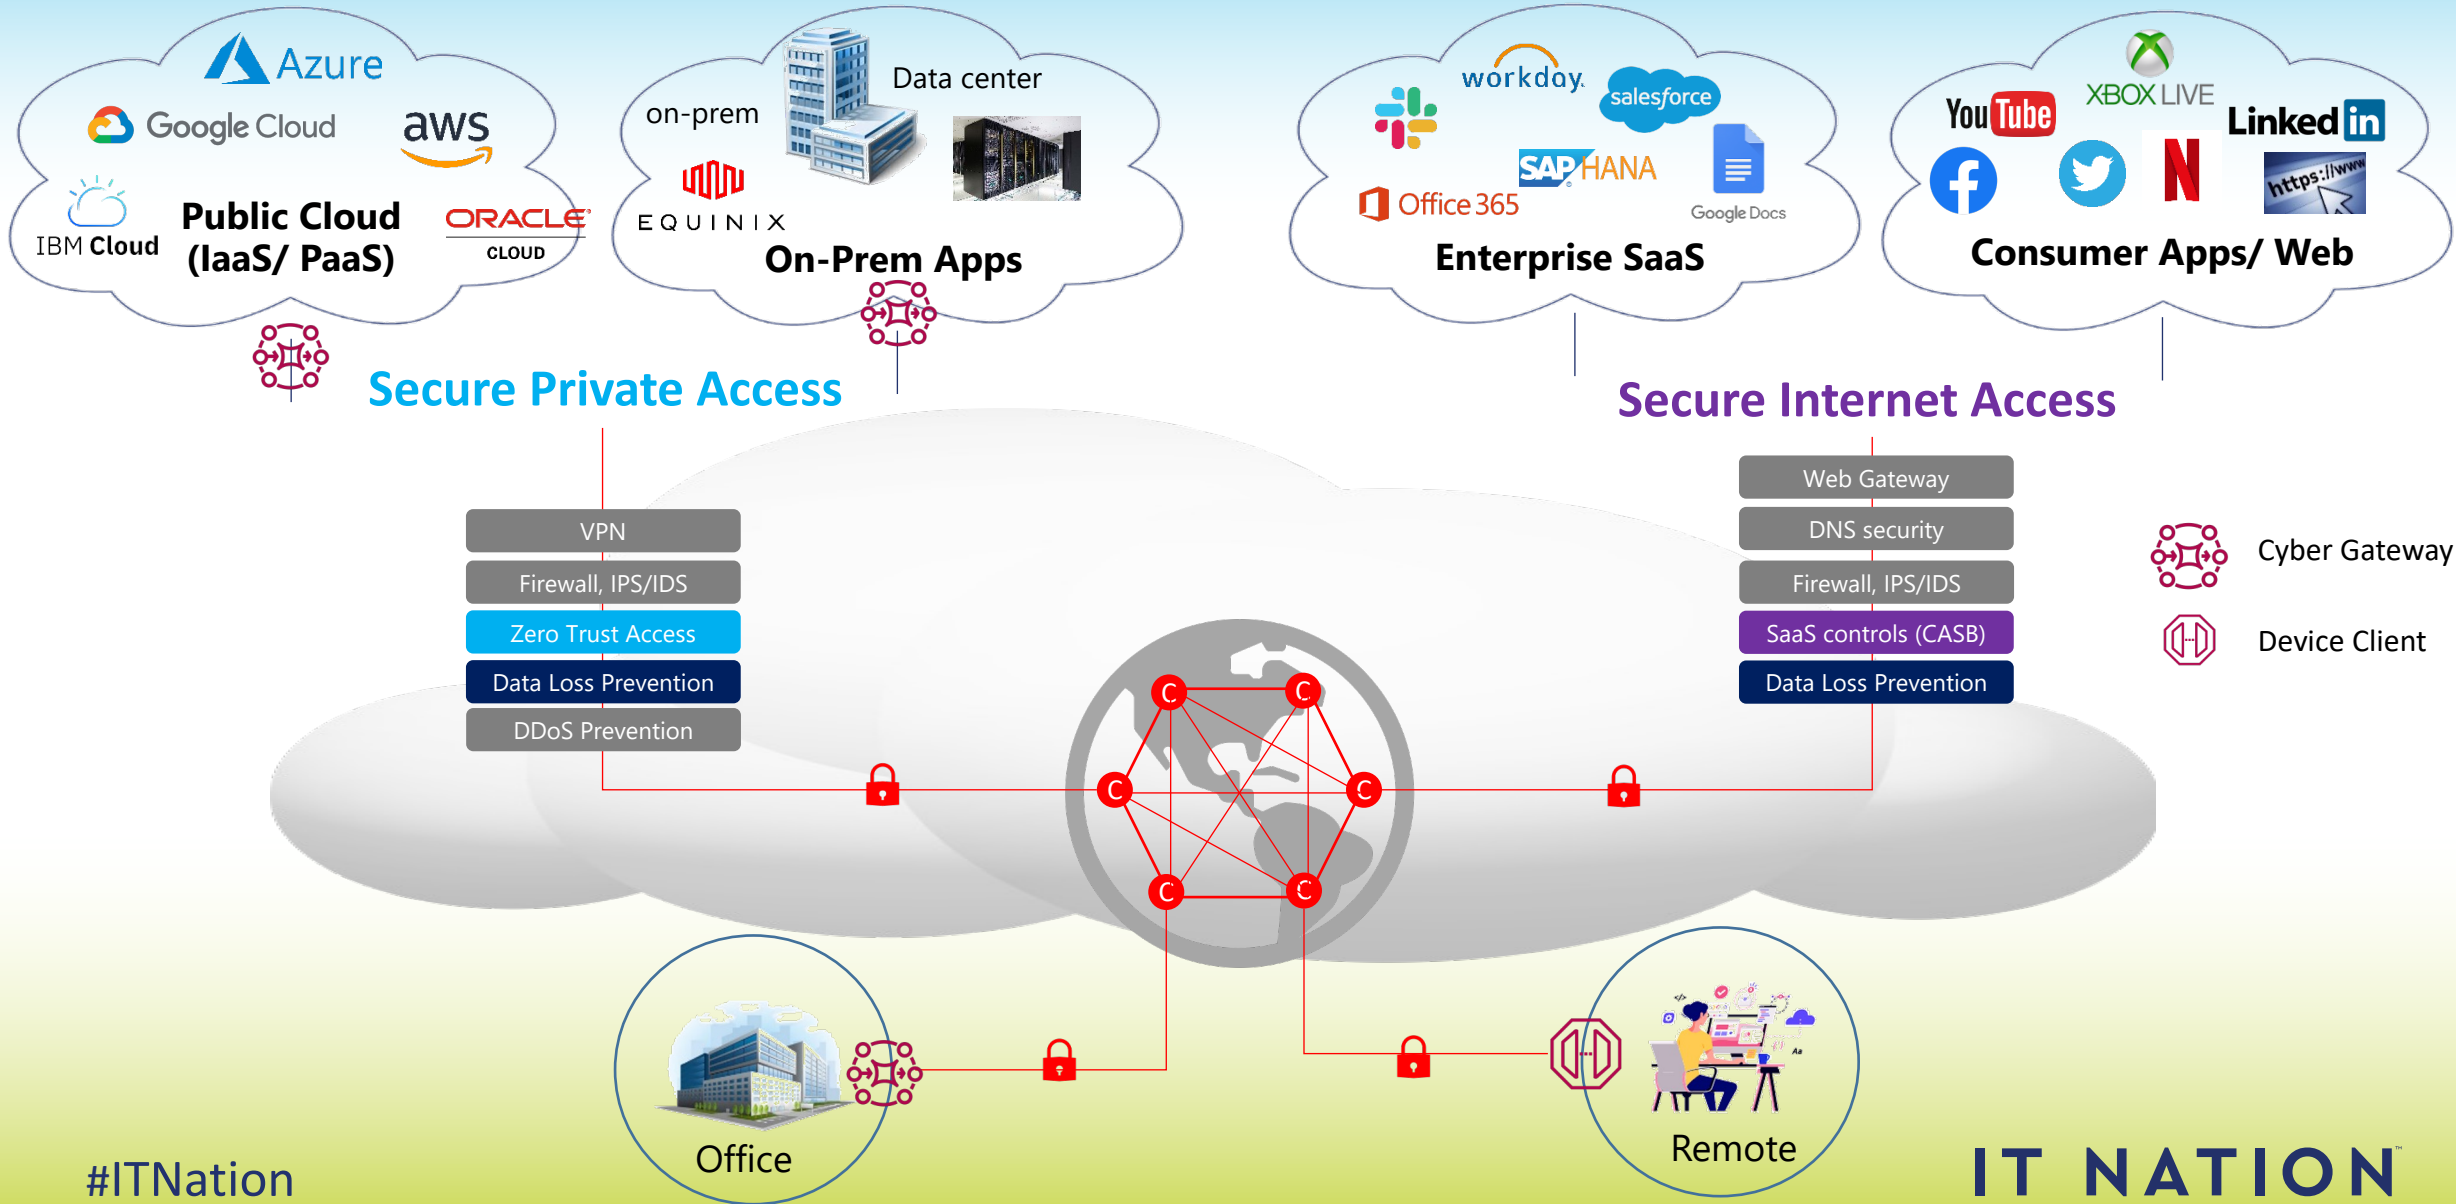 Azure
Google Cloud
aws
IBM Cloud
Public Cloud
(IaaS/ PaaS)
ORACLE
CLOUD
on-prem
Data center
EQUINIX
On-Prem Apps
workday.
salesforce
SAP HANA
Office 365
Google Docs
Enterprise SaaS
XBOX LIVE
YouTube
Linked in
https://www
Consumer Apps/ Web
Secure Private Access
Secure Internet Access
VPN
Firewall, IPS/IDS
Zero Trust Access
Data Loss Prevention
DDoS Prevention
Web Gateway
DNS security
Firewall, IPS/IDS
SaaS controls (CASB)
Data Loss Prevention
Cyber Gateway
Device Client
C
C
C
C
C
C
Office
Aa
Remote
#ITNation
IT NATION™